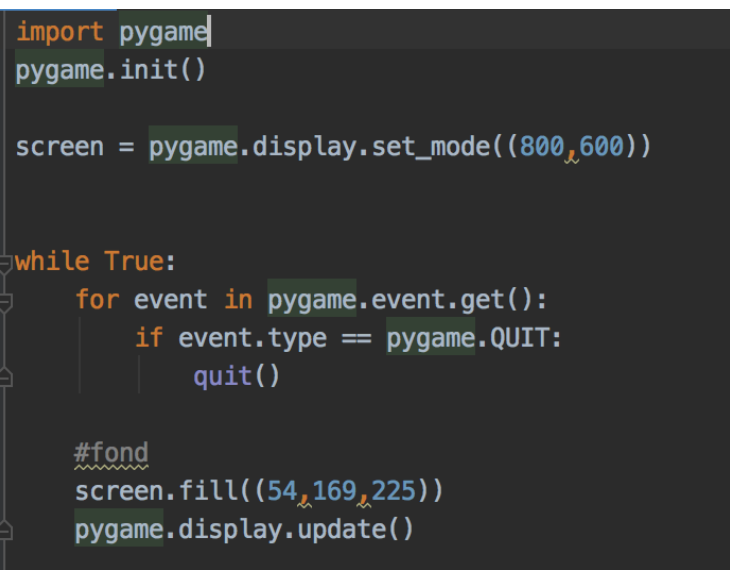 import pygame
pygame.init()
screen = pygame.display.set_mode((800,600))
while True:
    for event in pygame.event.get():
        if event.type == pygame.QUIT:
            quit()
    #fond
    screen.fill((54,169,225))
    pygame.display.update()